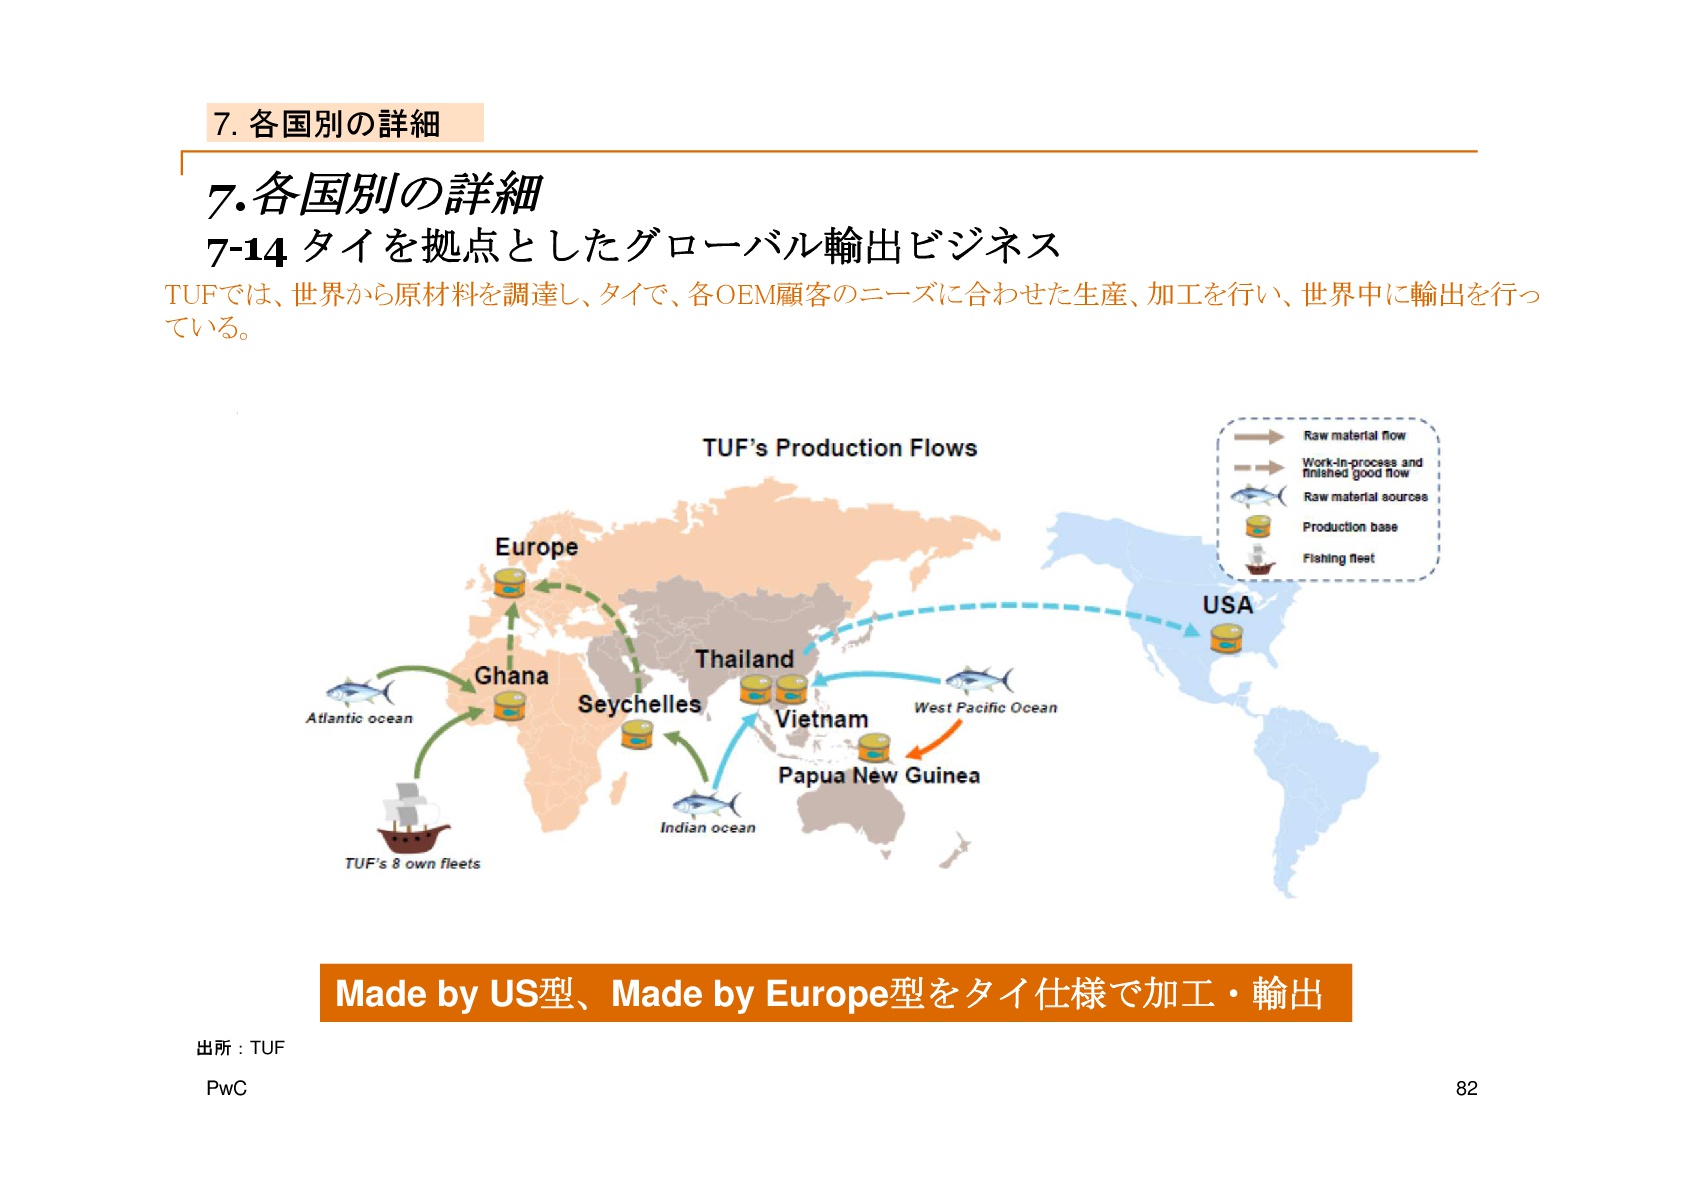 7. 各国別の詳細
7.各国別の詳細
7-14 タイを拠点としたグローバル輸出ビジネス
TUFでは、世界から原材料を調達し、タイで、各OEM顧客のニーズに合わせた生産、加工を行い、世界中に輸出を行っ
ている。
TUF's Production Flows
Raw material flow
Work-in-process and
finished good flow
Raw material sources
Production base
Fishing fleet
Europe
USA
Thailand
Ghana
Seychelles
Atlantic ocean
West Pacific Ocean
Vietnam
Papua New Guinea
Indian ocean
TUF's 8 own fleets
Made by US型、Made by Europe型をタイ仕様で加工・輸出
出所：TUF
PwC
82